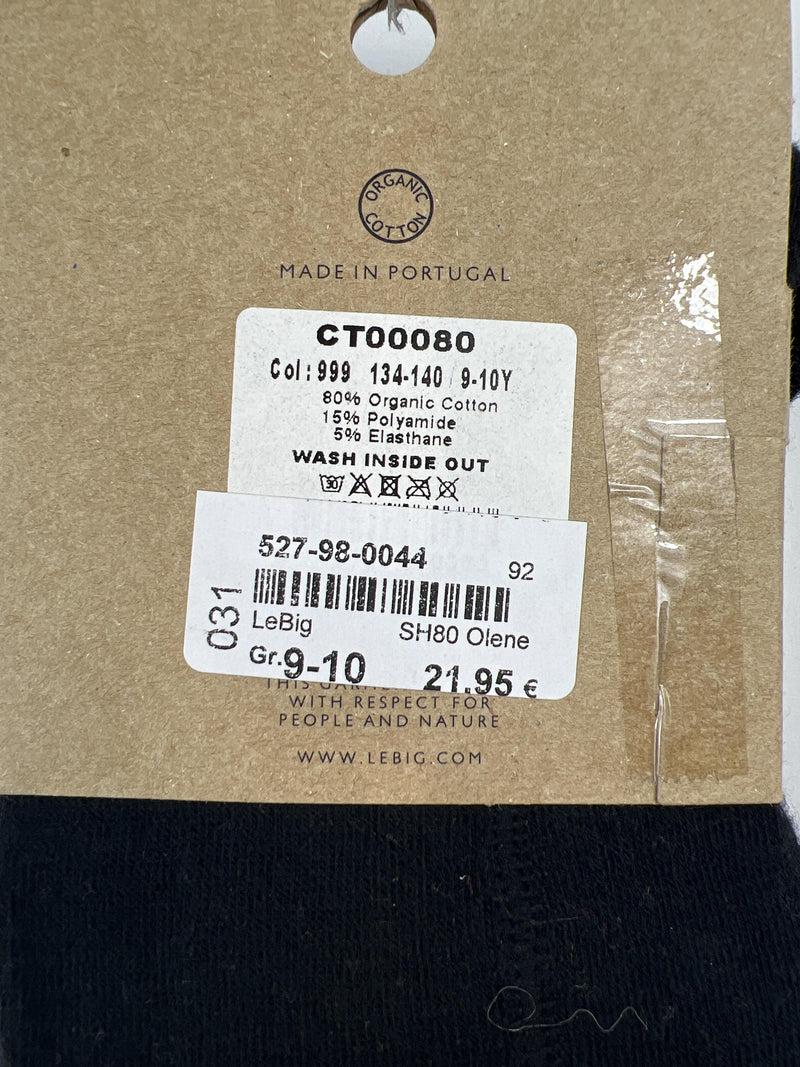 ORGANIC
COTTON
MADE IN PORTUGAL
CT00080
Col:999 134-140 / 9-10Y
80% Organic Cotton
15% Polyamide
5% Elasthane
WASH INSIDE OUT
30
527-98-0044 92
031
LeBig SH80 Olene
Gr.9-10 21.95 €
THIS
WITH RESPECT FOR
PEOPLE AND NATURE
WWW.LEBIG.COM